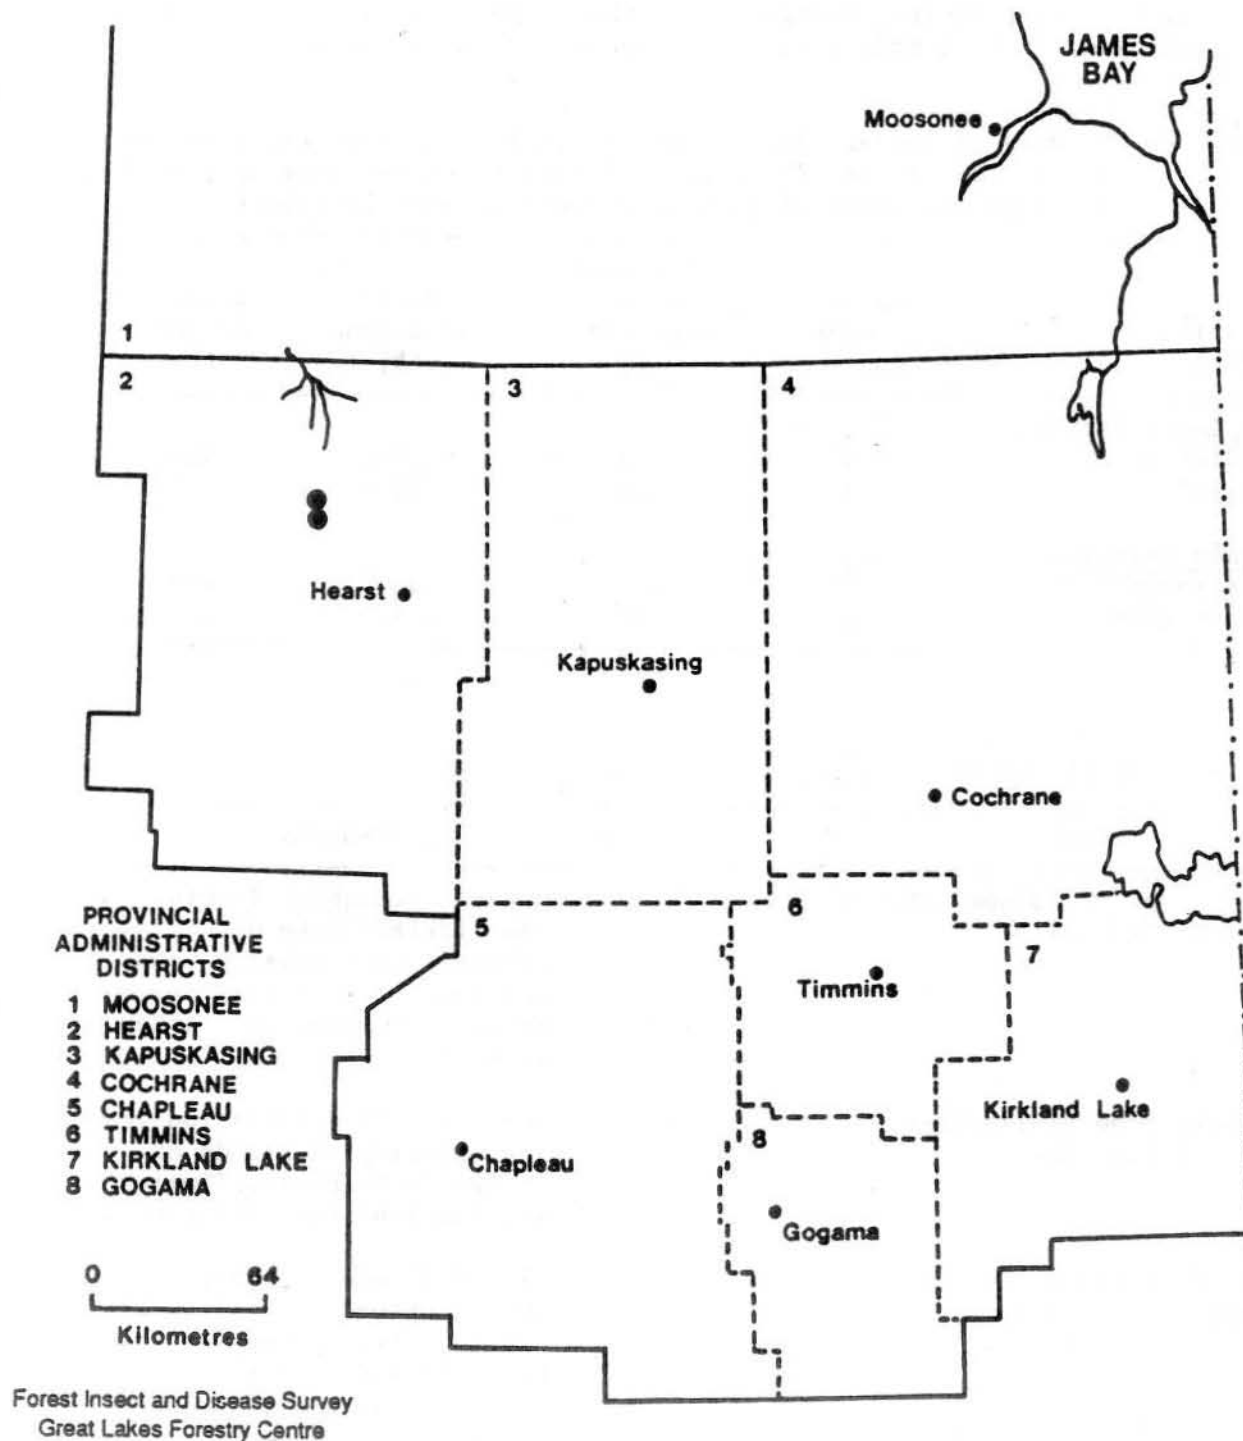 JAMES
BAY
Moosonee
1
2
3
4
Hearst
Kapuskasing
Cochrane
5
6
7
Timmins
Kirkland Lake
8
Chapleau
Gogama
PROVINCIAL
ADMINISTRATIVE
DISTRICTS
1 MOOSONEE
2 HEARST
3 KAPUSKASING
4 COCHRANE
5 CHAPLEAU
6 TIMMINS
7 KIRKLAND LAKE
8 GOGAMA
0 64
Kilometres
Forest Insect and Disease Survey
Great Lakes Forestry Centre